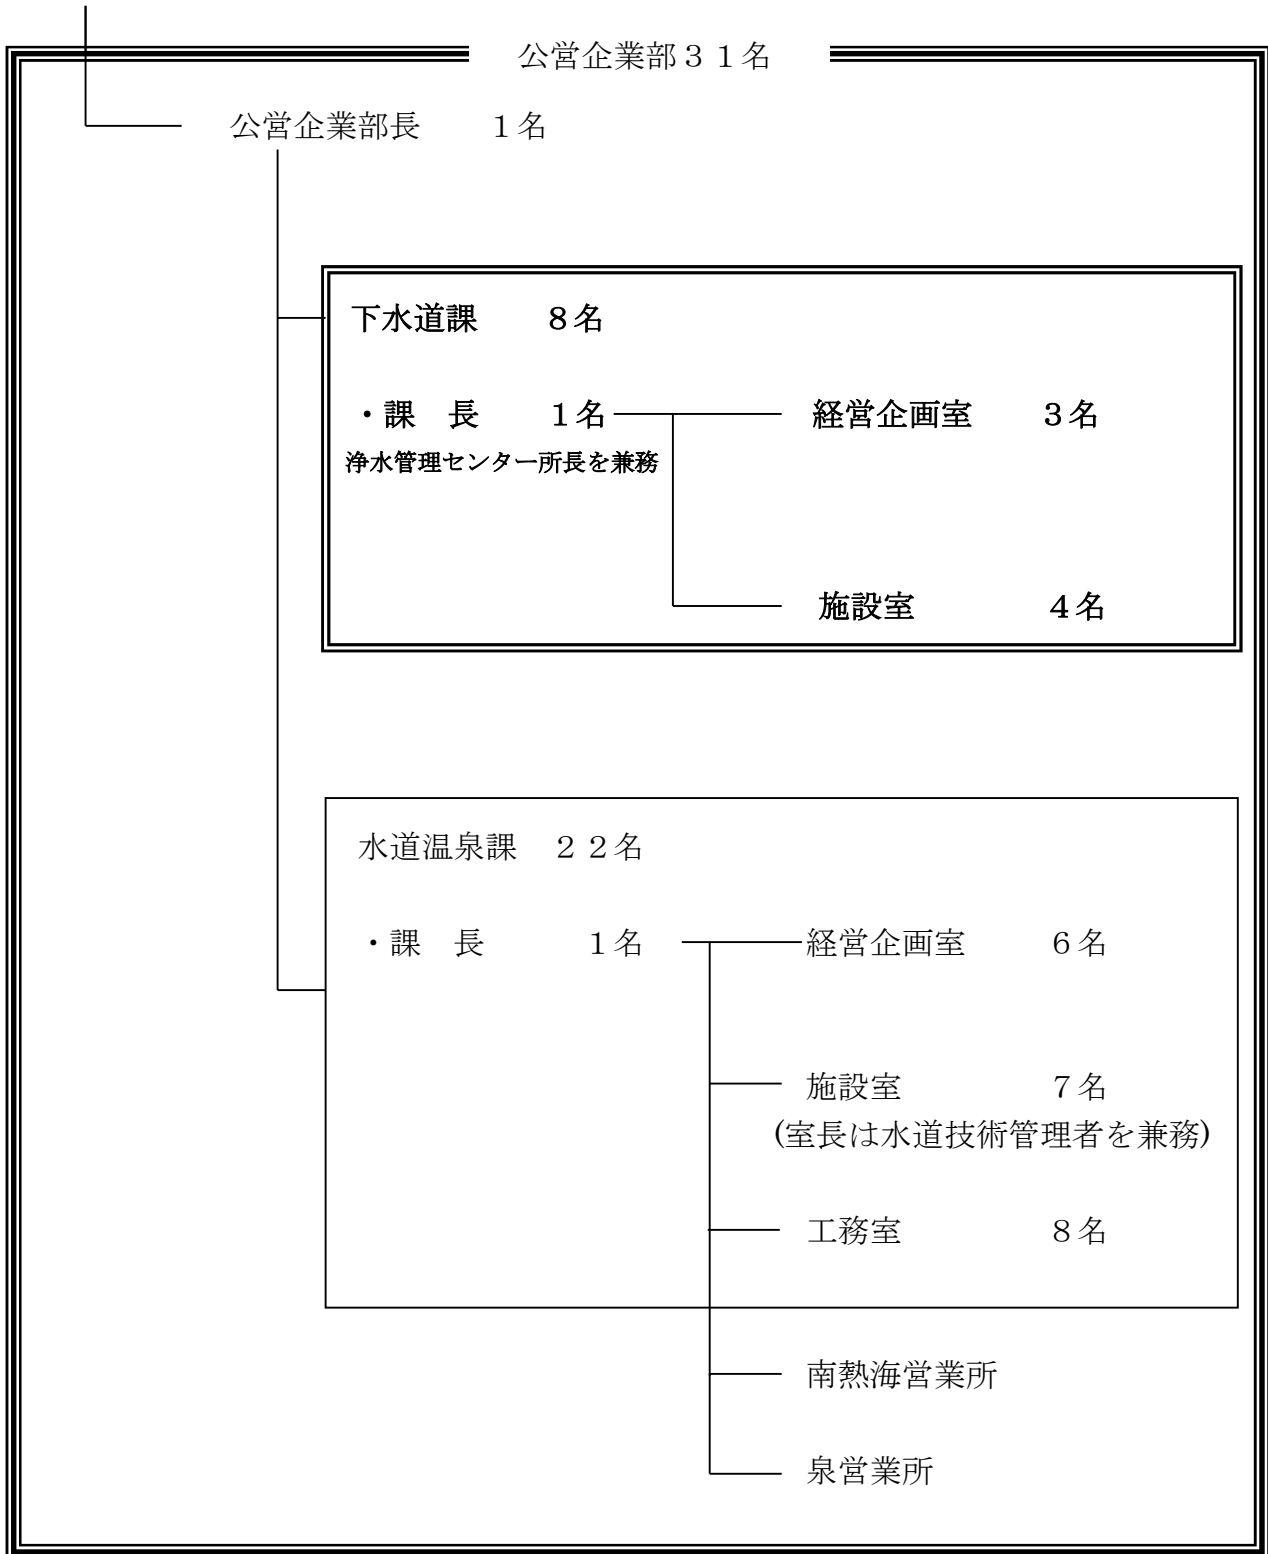 公営企業部３１名
公営企業部長　　１名
下水道課　　８名
・課　長　　１名　　経営企画室　　３名
浄水管理センター所長を兼務
施設室　　４名
水道温泉課　２２名
・課　長　　１名　　経営企画室　　６名
施設室　　７名
(室長は水道技術管理者を兼務)
工務室　　８名
南熱海営業所
泉営業所